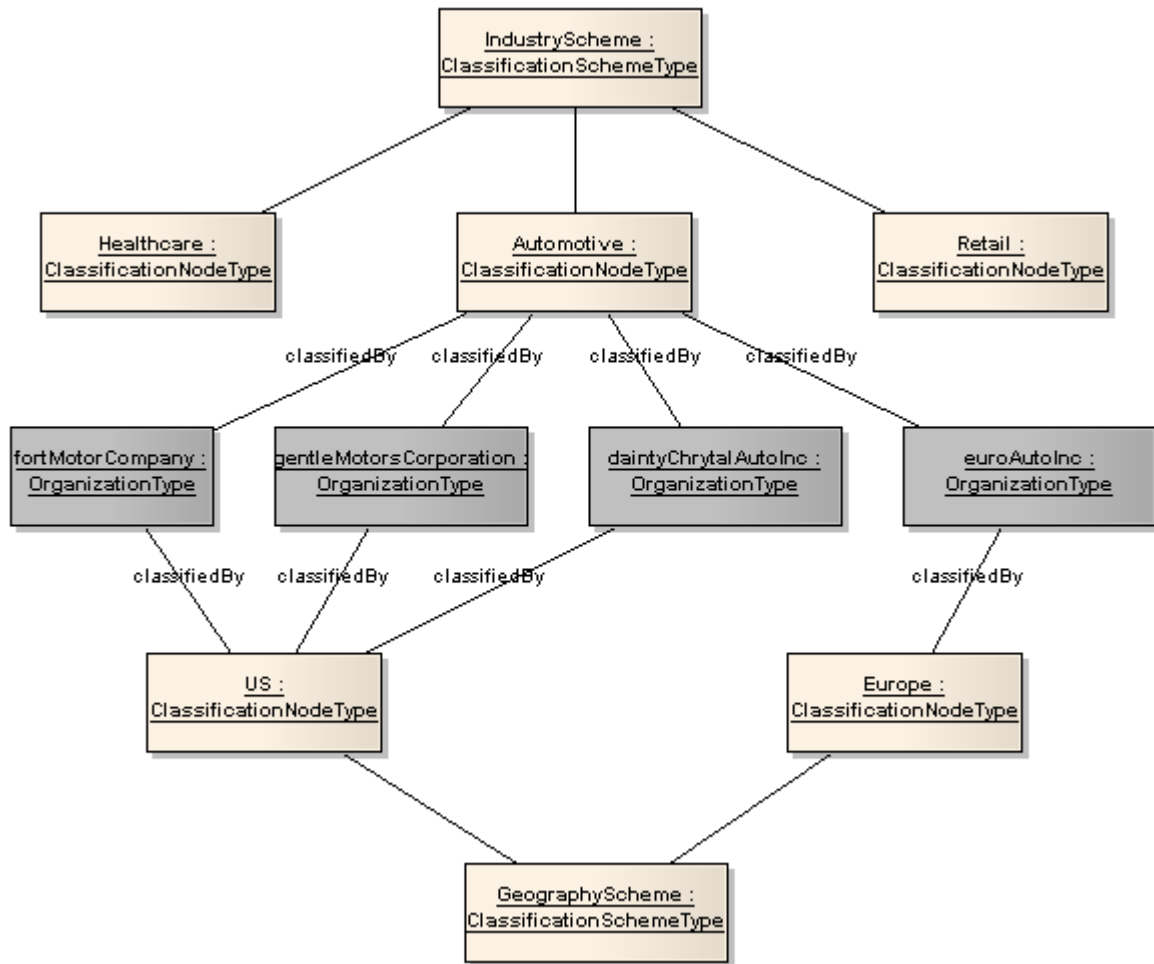 IndustryScheme :
ClassificationSchemeType
Healthcare :
ClassificationNodeType
Automotive :
ClassificationNodeType
Retail :
ClassificationNodeType
classifiedBy
classifiedBy
classifiedBy
classifiedBy
fortMotorCompany :
OrganizationType
gentleMotorsCorporation :
OrganizationType
daintyChrytalAutoInc :
OrganizationType
euroAutoInc :
OrganizationType
classifiedBy
classifiedBy
classifiedBy
classifiedBy
US :
ClassificationNodeType
Europe :
ClassificationNodeType
GeographyScheme :
ClassificationSchemeType